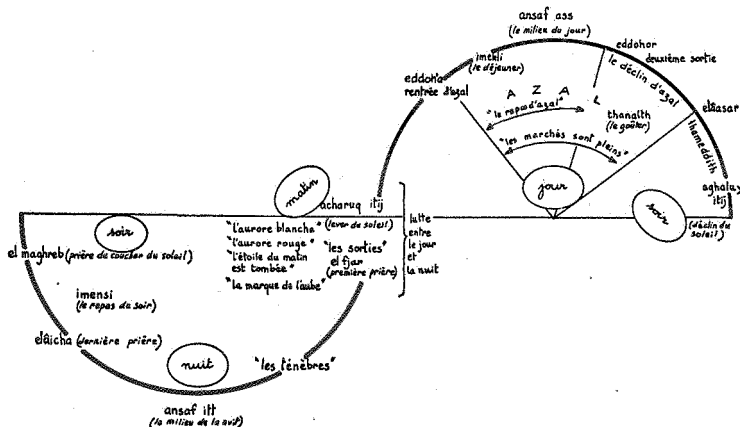 ansaf ass
(le milieu du jour)
imekli
(le déjeuner)
eddohor
deuxième sortie
le déclin d'azal
eddoh'a
rentrée d'azal
A Z A L
"le repos d'azal"
thanalth
(le goûter)
elâasar
"les marchés sont pleins"
thameddith
jour
aghaluy
itij
soir
(déclin du
soleil)
matin
acharuq itij
(lever du soleil)
"l'aurore blanche"
"l'aurore rouge"
"l'étoile du matin
est tombée"
"la marque de l'aube"
"les sorties"
el fjar
(première prière)
lutte
entre
le jour
et
la nuit
soir
el maghreb (prière du coucher du soleil)
imensi
(le repas du soir)
elâicha (dernière prière)
nuit
"les ténèbres"
ansaf itt
(le milieu de la nuit)